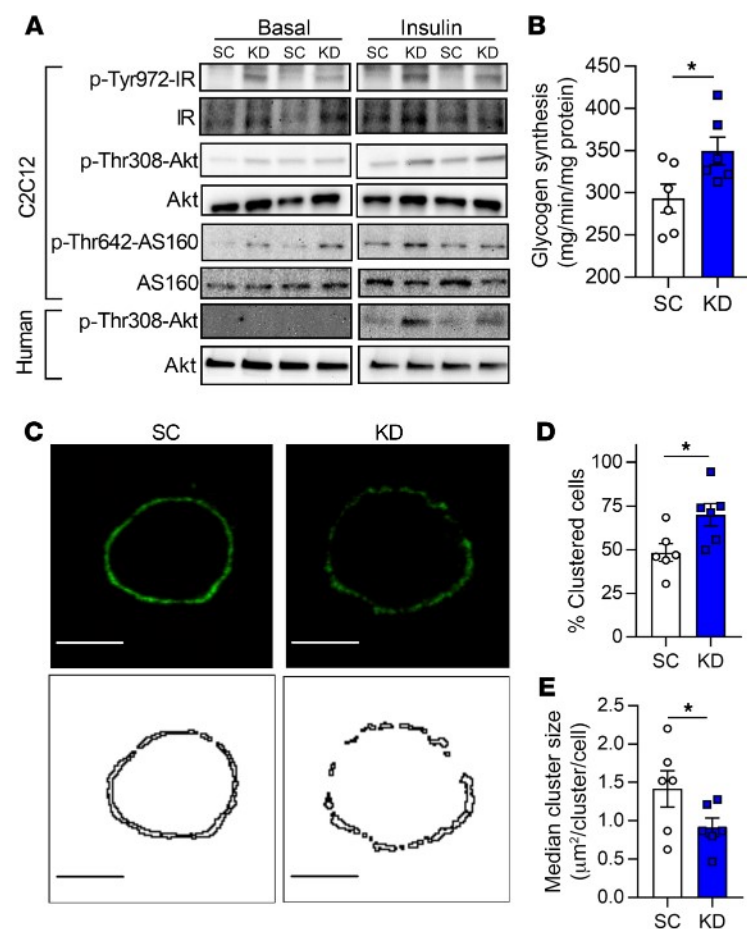 A
Basal
Insulin
SC KD SC KD SC KD SC KD
C2C12
p-Tyr972-IR
IR
p-Thr308-Akt
Akt
p-Thr642-AS160
AS160
Human
p-Thr308-Akt
Akt
B
Glycogen synthesis
(mg/min/mg protein)
450
400
350
300
250
200
*
SC KD
C
SC KD
D
% Clustered cells
100
75
50
25
0
*
SC KD
E
Median cluster size
(μm²/cluster/cell)
2.5
2.0
1.5
1.0
0.5
0.0
*
SC KD